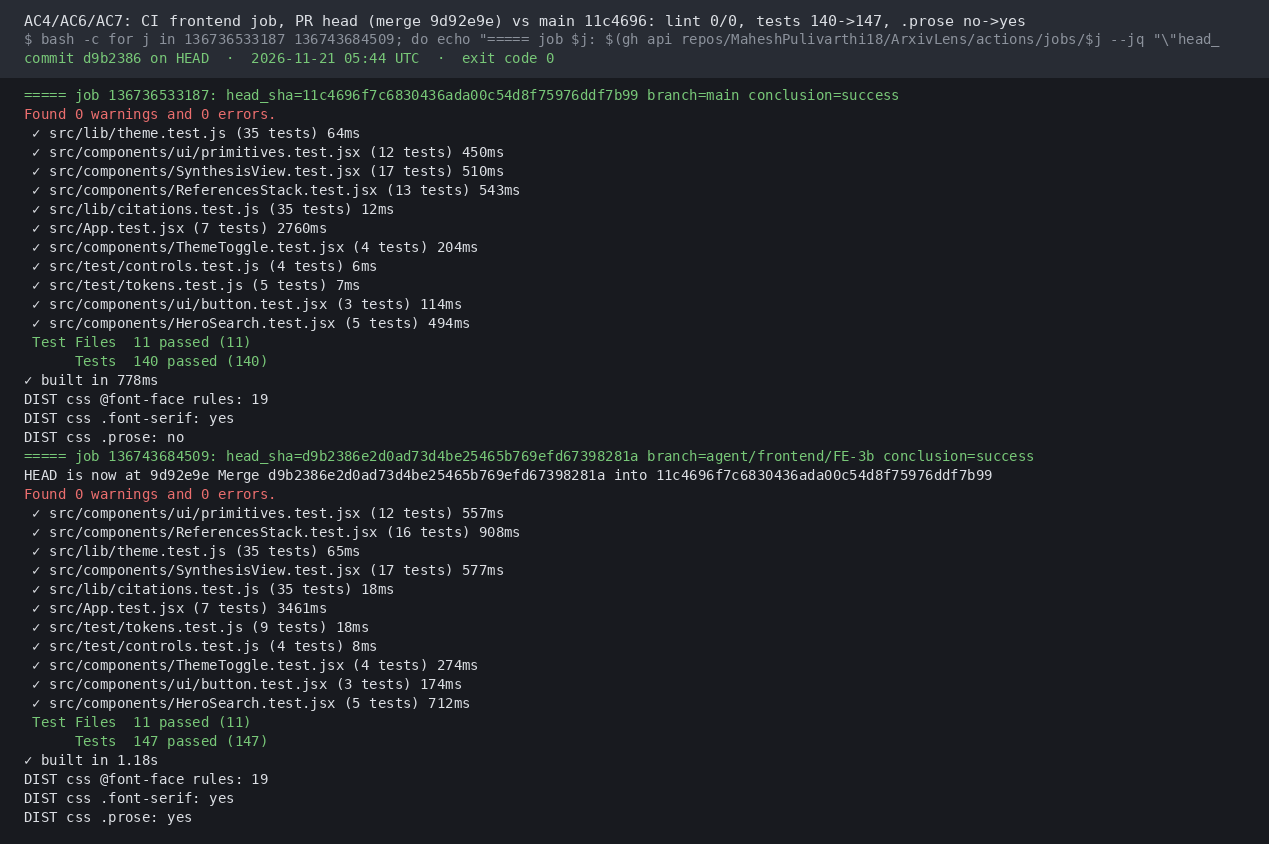 AC4/AC6/AC7: CI frontend job, PR head (merge 9d92e9e) vs main 11c4696: lint 0/0, tests 140->147, .prose no->yes
$ bash -c for j in 136736533187 136743684509; do echo "===== job $j: $(gh api repos/MaheshPulivarthi18/ArxivLens/actions/jobs/$j --jq "\"head_
commit d9b2386 on HEAD · 2026-11-21 05:44 UTC · exit code 0
===== job 136736533187: head_sha=11c4696f7c6830436ada00c54d8f75976ddf7b99 branch=main conclusion=success
Found 0 warnings and 0 errors.
✓ src/lib/theme.test.js (35 tests) 64ms
✓ src/components/ui/primitives.test.jsx (12 tests) 450ms
✓ src/components/SynthesisView.test.jsx (17 tests) 510ms
✓ src/components/ReferencesStack.test.jsx (13 tests) 543ms
✓ src/lib/citations.test.js (35 tests) 12ms
✓ src/App.test.jsx (7 tests) 2760ms
✓ src/components/ThemeToggle.test.jsx (4 tests) 204ms
✓ src/test/controls.test.js (4 tests) 6ms
✓ src/test/tokens.test.js (5 tests) 7ms
✓ src/components/ui/button.test.jsx (3 tests) 114ms
✓ src/components/HeroSearch.test.jsx (5 tests) 494ms
Test Files  11 passed (11)
Tests  140 passed (140)
✓ built in 778ms
DIST css @font-face rules: 19
DIST css .font-serif: yes
DIST css .prose: no
===== job 136743684509: head_sha=d9b2386e2d0ad73d4be25465b769efd67398281a branch=agent/frontend/FE-3b conclusion=success
HEAD is now at 9d92e9e Merge d9b2386e2d0ad73d4be25465b769efd67398281a into 11c4696f7c6830436ada00c54d8f75976ddf7b99
Found 0 warnings and 0 errors.
✓ src/components/ui/primitives.test.jsx (12 tests) 557ms
✓ src/components/ReferencesStack.test.jsx (16 tests) 908ms
✓ src/lib/theme.test.js (35 tests) 65ms
✓ src/components/SynthesisView.test.jsx (17 tests) 577ms
✓ src/lib/citations.test.js (35 tests) 18ms
✓ src/App.test.jsx (7 tests) 3461ms
✓ src/test/tokens.test.js (9 tests) 18ms
✓ src/test/controls.test.js (4 tests) 8ms
✓ src/components/ThemeToggle.test.jsx (4 tests) 274ms
✓ src/components/ui/button.test.jsx (3 tests) 174ms
✓ src/components/HeroSearch.test.jsx (5 tests) 712ms
Test Files  11 passed (11)
Tests  147 passed (147)
✓ built in 1.18s
DIST css @font-face rules: 19
DIST css .font-serif: yes
DIST css .prose: yes